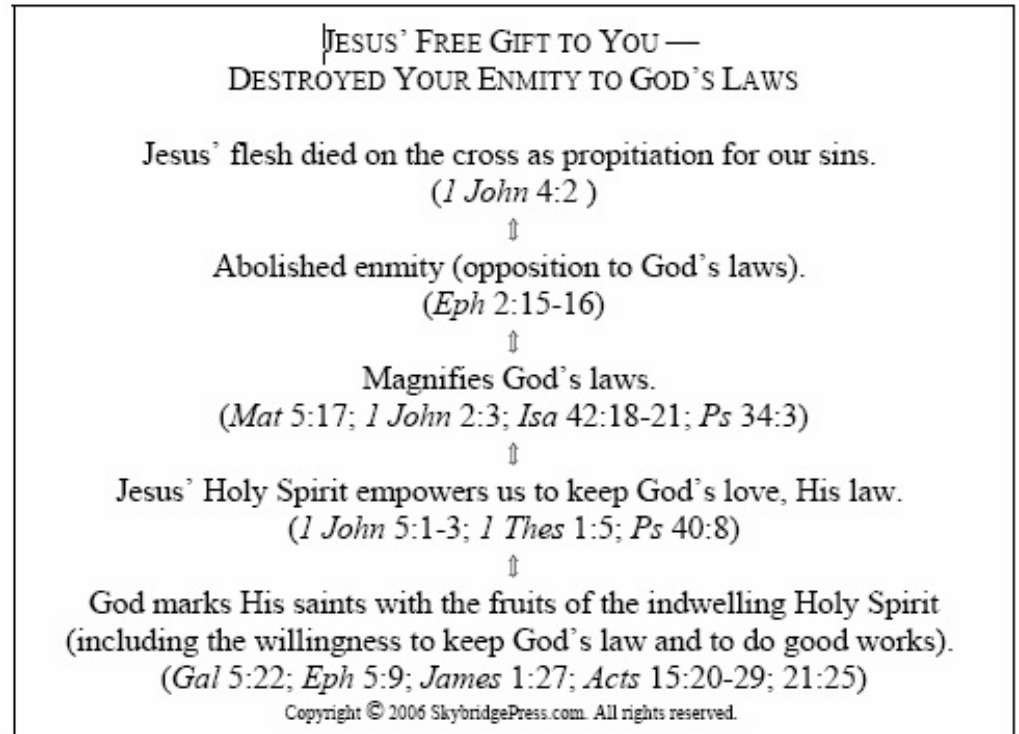 JESUS' FREE GIFT TO YOU —
DESTROYED YOUR ENMITY TO GOD'S LAWS
Jesus' flesh died on the cross as propitiation for our sins.
(1 John 4:2 )
⇕
Abolished enmity (opposition to God's laws).
(Eph 2:15-16)
⇕
Magnifies God's laws.
(Mat 5:17; 1 John 2:3; Isa 42:18-21; Ps 34:3)
⇕
Jesus' Holy Spirit empowers us to keep God's love, His law.
(1 John 5:1-3; 1 Thes 1:5; Ps 40:8)
⇕
God marks His saints with the fruits of the indwelling Holy Spirit
(including the willingness to keep God's law and to do good works).
(Gal 5:22; Eph 5:9; James 1:27; Acts 15:20-29; 21:25)
Copyright © 2006 SkybridgePress.com. All rights reserved.